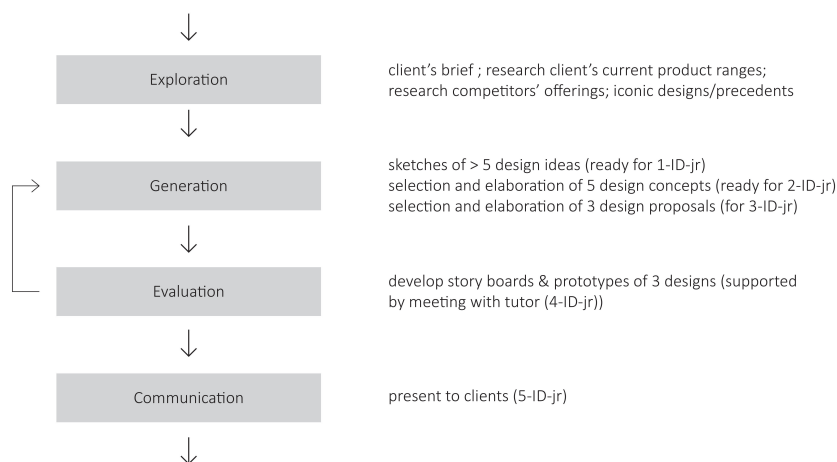 Exploration
client's brief ; research client's current product ranges;
research competitors' offerings; iconic designs/precedents
Generation
sketches of > 5 design ideas (ready for 1-ID-jr)
selection and elaboration of 5 design concepts (ready for 2-ID-jr)
selection and elaboration of 3 design proposals (for 3-ID-jr)
Evaluation
develop story boards & prototypes of 3 designs (supported
by meeting with tutor (4-ID-jr))
Communication
present to clients (5-ID-jr)